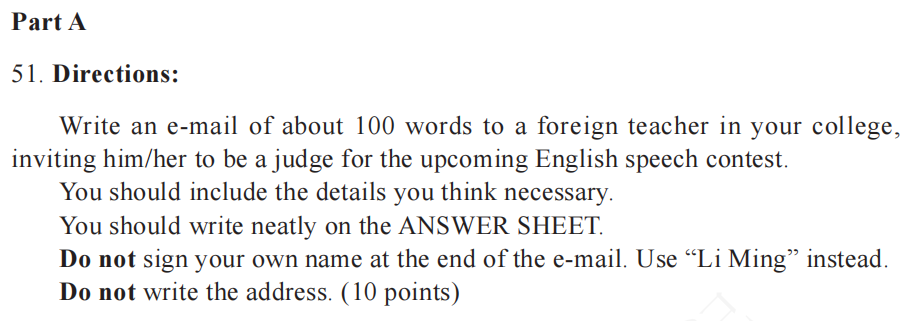 Part A
51. Directions:
Write an e-mail of about 100 words to a foreign teacher in your college,
inviting him/her to be a judge for the upcoming English speech contest.
You should include the details you think necessary.
You should write neatly on the ANSWER SHEET.
Do not sign your own name at the end of the e-mail. Use “Li Ming” instead.
Do not write the address. (10 points)